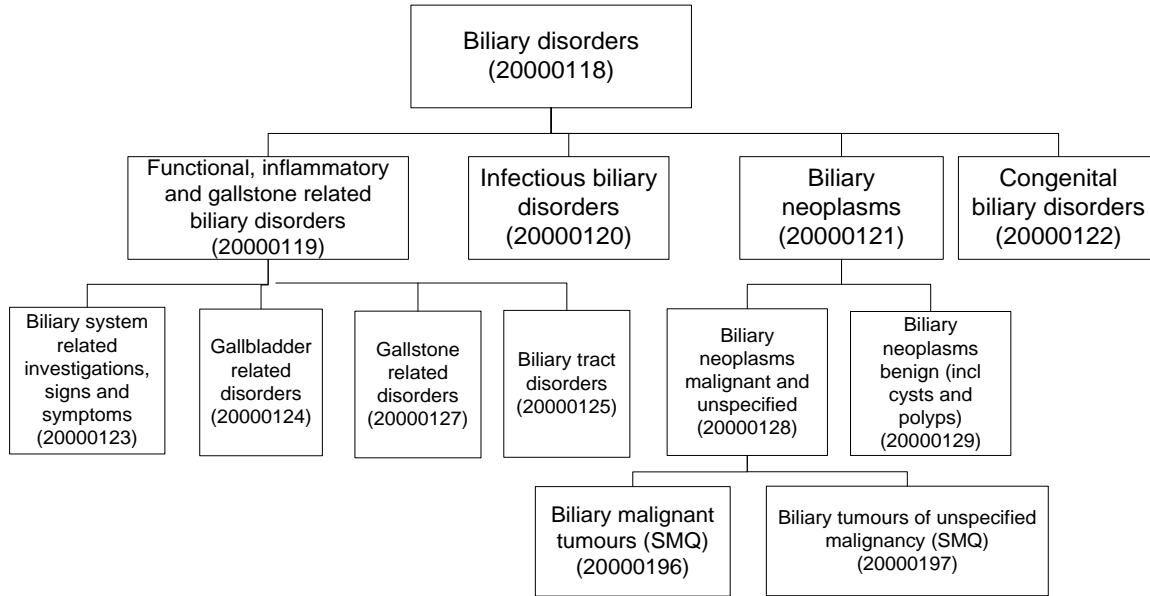 Biliary disorders
(20000118)
Functional, inflammatory
and gallstone related
biliary disorders
(20000119)
Infectious biliary
disorders
(20000120)
Biliary
neoplasms
(20000121)
Congenital
biliary disorders
(20000122)
Biliary system
related
investigations,
signs and
symptoms
(20000123)
Gallbladder
related
disorders
(20000124)
Gallstone
related
disorders
(20000127)
Biliary tract
disorders
(20000125)
Biliary
neoplasms
malignant and
unspecified
(20000128)
Biliary
neoplasms
benign (incl
cysts and
polyps)
(20000129)
Biliary malignant
tumours (SMQ)
(20000196)
Biliary tumours of unspecified
malignancy (SMQ)
(20000197)